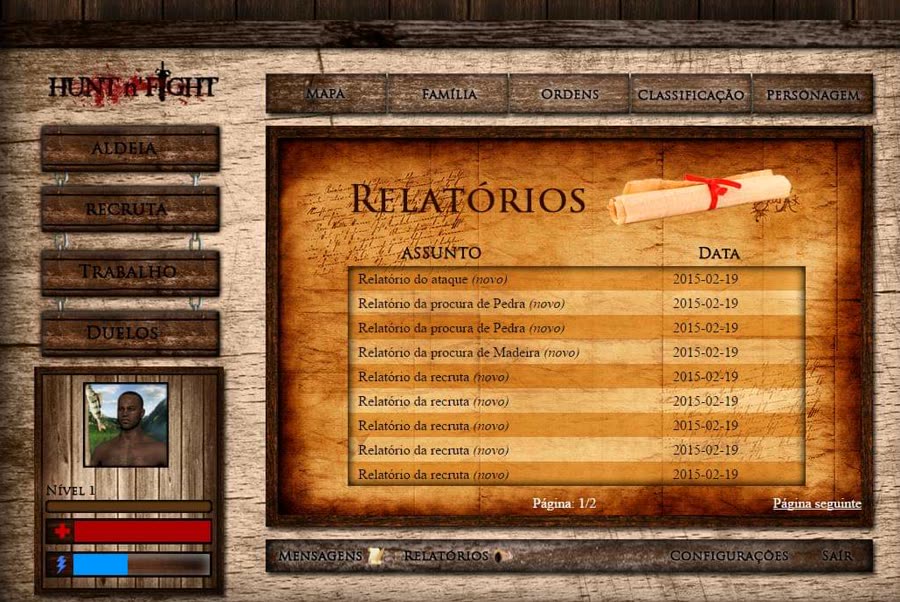 HUNT n' FIGHT
MAPA
FAMÍLIA
ORDENS
CLASSIFICAÇÃO
PERSONAGEM
ALDEIA
RECRUTA
TRABALHO
DUELOS
NÍVEL 1
RELATÓRIOS
ASSUNTO DATA
Relatório do ataque (novo) 2015-02-19
Relatório da procura de Pedra (novo) 2015-02-19
Relatório da procura de Pedra (novo) 2015-02-19
Relatório da procura de Madeira (novo) 2015-02-19
Relatório da recruta (novo) 2015-02-19
Relatório da recruta (novo) 2015-02-19
Relatório da recruta (novo) 2015-02-19
Relatório da recruta (novo) 2015-02-19
Relatório da recruta (novo) 2015-02-19
Página: 1/2 Página seguinte
MENSAGENS RELATÓRIOS CONFIGURAÇÕES SAÍR